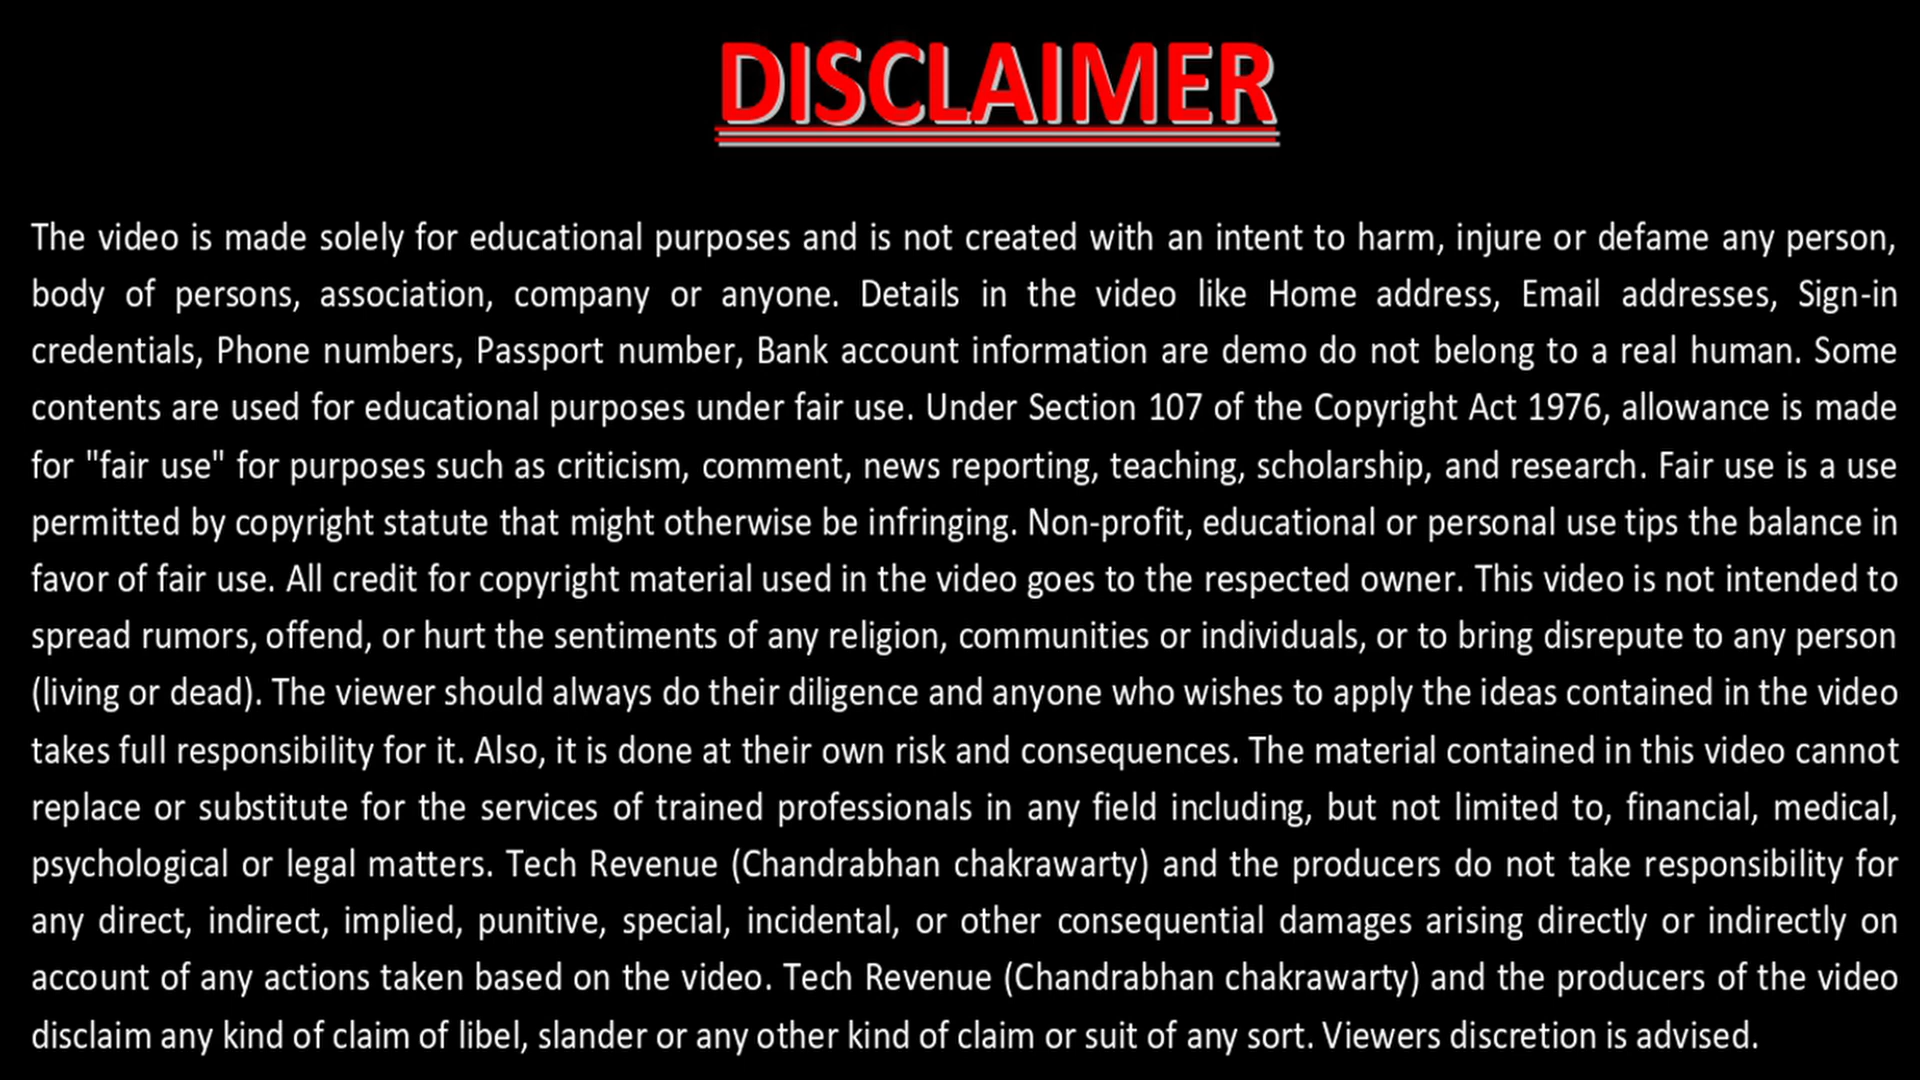 DISCLAIMER
The video is made solely for educational purposes and is not created with an intent to harm, injure or defame any person,
body of persons, association, company or anyone. Details in the video like Home address, Email addresses, Sign-in
credentials, Phone numbers, Passport number, Bank account information are demo do not belong to a real human. Some
contents are used for educational purposes under fair use. Under Section 107 of the Copyright Act 1976, allowance is made
for "fair use" for purposes such as criticism, comment, news reporting, teaching, scholarship, and research. Fair use is a use
permitted by copyright statute that might otherwise be infringing. Non-profit, educational or personal use tips the balance in
favor of fair use. All credit for copyright material used in the video goes to the respected owner. This video is not intended to
spread rumors, offend, or hurt the sentiments of any religion, communities or individuals, or to bring disrepute to any person
(living or dead). The viewer should always do their diligence and anyone who wishes to apply the ideas contained in the video
takes full responsibility for it. Also, it is done at their own risk and consequences. The material contained in this video cannot
replace or substitute for the services of trained professionals in any field including, but not limited to, financial, medical,
psychological or legal matters. Tech Revenue (Chandrabhan chakrawarty) and the producers do not take responsibility for
any direct, indirect, implied, punitive, special, incidental, or other consequential damages arising directly or indirectly on
account of any actions taken based on the video. Tech Revenue (Chandrabhan chakrawarty) and the producers of the video
disclaim any kind of claim of libel, slander or any other kind of claim or suit of any sort. Viewers discretion is advised.